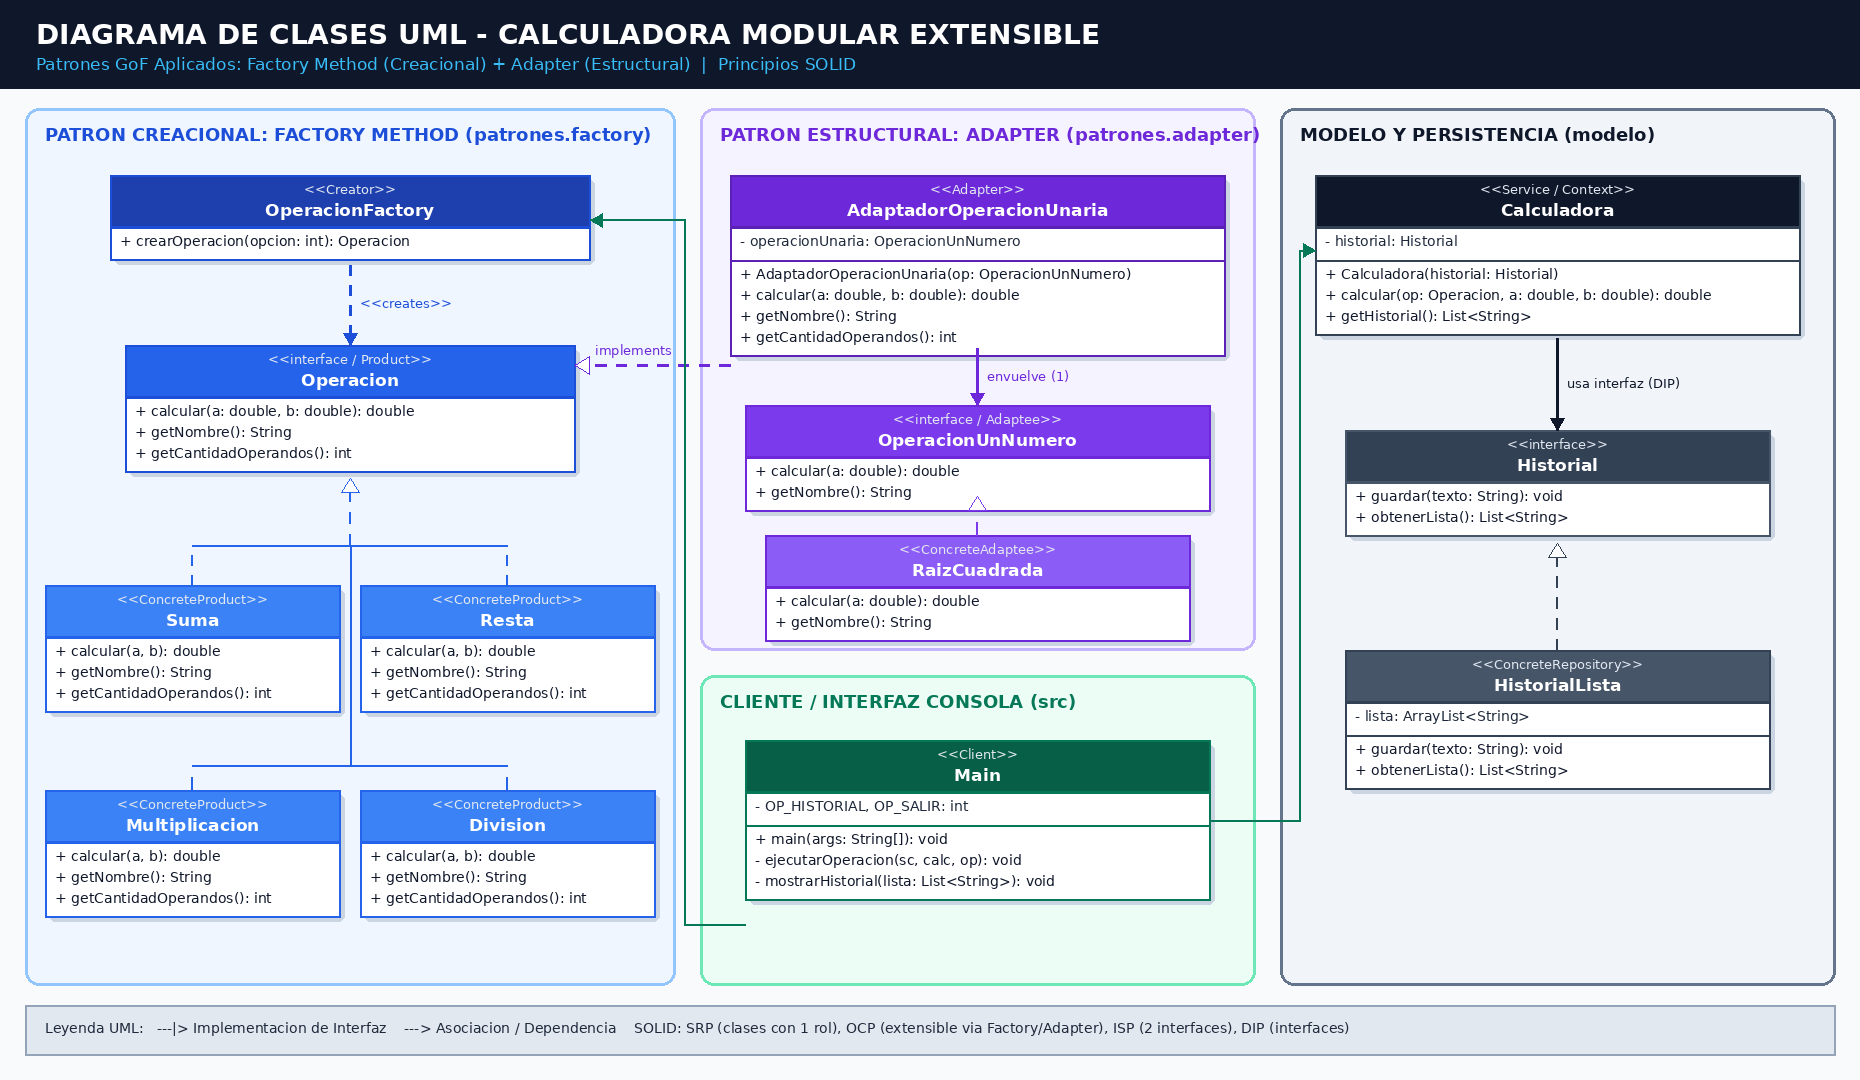 DIAGRAMA DE CLASES UML - CALCULADORA MODULAR EXTENSIBLE
Patrones GoF Aplicados: Factory Method (Creacional) + Adapter (Estructural)  |  Principios SOLID
PATRON CREACIONAL: FACTORY METHOD (patrones.factory)
<<Creator>>
OperacionFactory
+ crearOperacion(opcion: int): Operacion
<<creates>>
<<interface / Product>>
Operacion
+ calcular(a: double, b: double): double
+ getNombre(): String
+ getCantidadOperandos(): int
implements
<<ConcreteProduct>>
Suma
+ calcular(a, b): double
+ getNombre(): String
+ getCantidadOperandos(): int
<<ConcreteProduct>>
Resta
+ calcular(a, b): double
+ getNombre(): String
+ getCantidadOperandos(): int
<<ConcreteProduct>>
Multiplicacion
+ calcular(a, b): double
+ getNombre(): String
+ getCantidadOperandos(): int
<<ConcreteProduct>>
Division
+ calcular(a, b): double
+ getNombre(): String
+ getCantidadOperandos(): int
PATRON ESTRUCTURAL: ADAPTER (patrones.adapter)
<<Adapter>>
AdaptadorOperacionUnaria
- operacionUnaria: OperacionUnNumero
+ AdaptadorOperacionUnaria(op: OperacionUnNumero)
+ calcular(a: double, b: double): double
+ getNombre(): String
+ getCantidadOperandos(): int
envuelve (1)
<<interface / Adaptee>>
OperacionUnNumero
+ calcular(a: double): double
+ getNombre(): String
<<ConcreteAdaptee>>
RaizCuadrada
+ calcular(a: double): double
+ getNombre(): String
CLIENTE / INTERFAZ CONSOLA (src)
<<Client>>
Main
- OP_HISTORIAL, OP_SALIR: int
+ main(args: String[]): void
- ejecutarOperacion(sc, calc, op): void
- mostrarHistorial(lista: List<String>): void
MODELO Y PERSISTENCIA (modelo)
<<Service / Context>>
Calculadora
- historial: Historial
+ Calculadora(historial: Historial)
+ calcular(op: Operacion, a: double, b: double): double
+ getHistorial(): List<String>
usa interfaz (DIP)
<<interface>>
Historial
+ guardar(texto: String): void
+ obtenerLista(): List<String>
<<ConcreteRepository>>
HistorialLista
- lista: ArrayList<String>
+ guardar(texto: String): void
+ obtenerLista(): List<String>
Leyenda UML:   ---|> Implementacion de Interfaz    ---> Asociacion / Dependencia    SOLID: SRP (clases con 1 rol), OCP (extensible via Factory/Adapter), ISP (2 interfaces), DIP (interfaces)